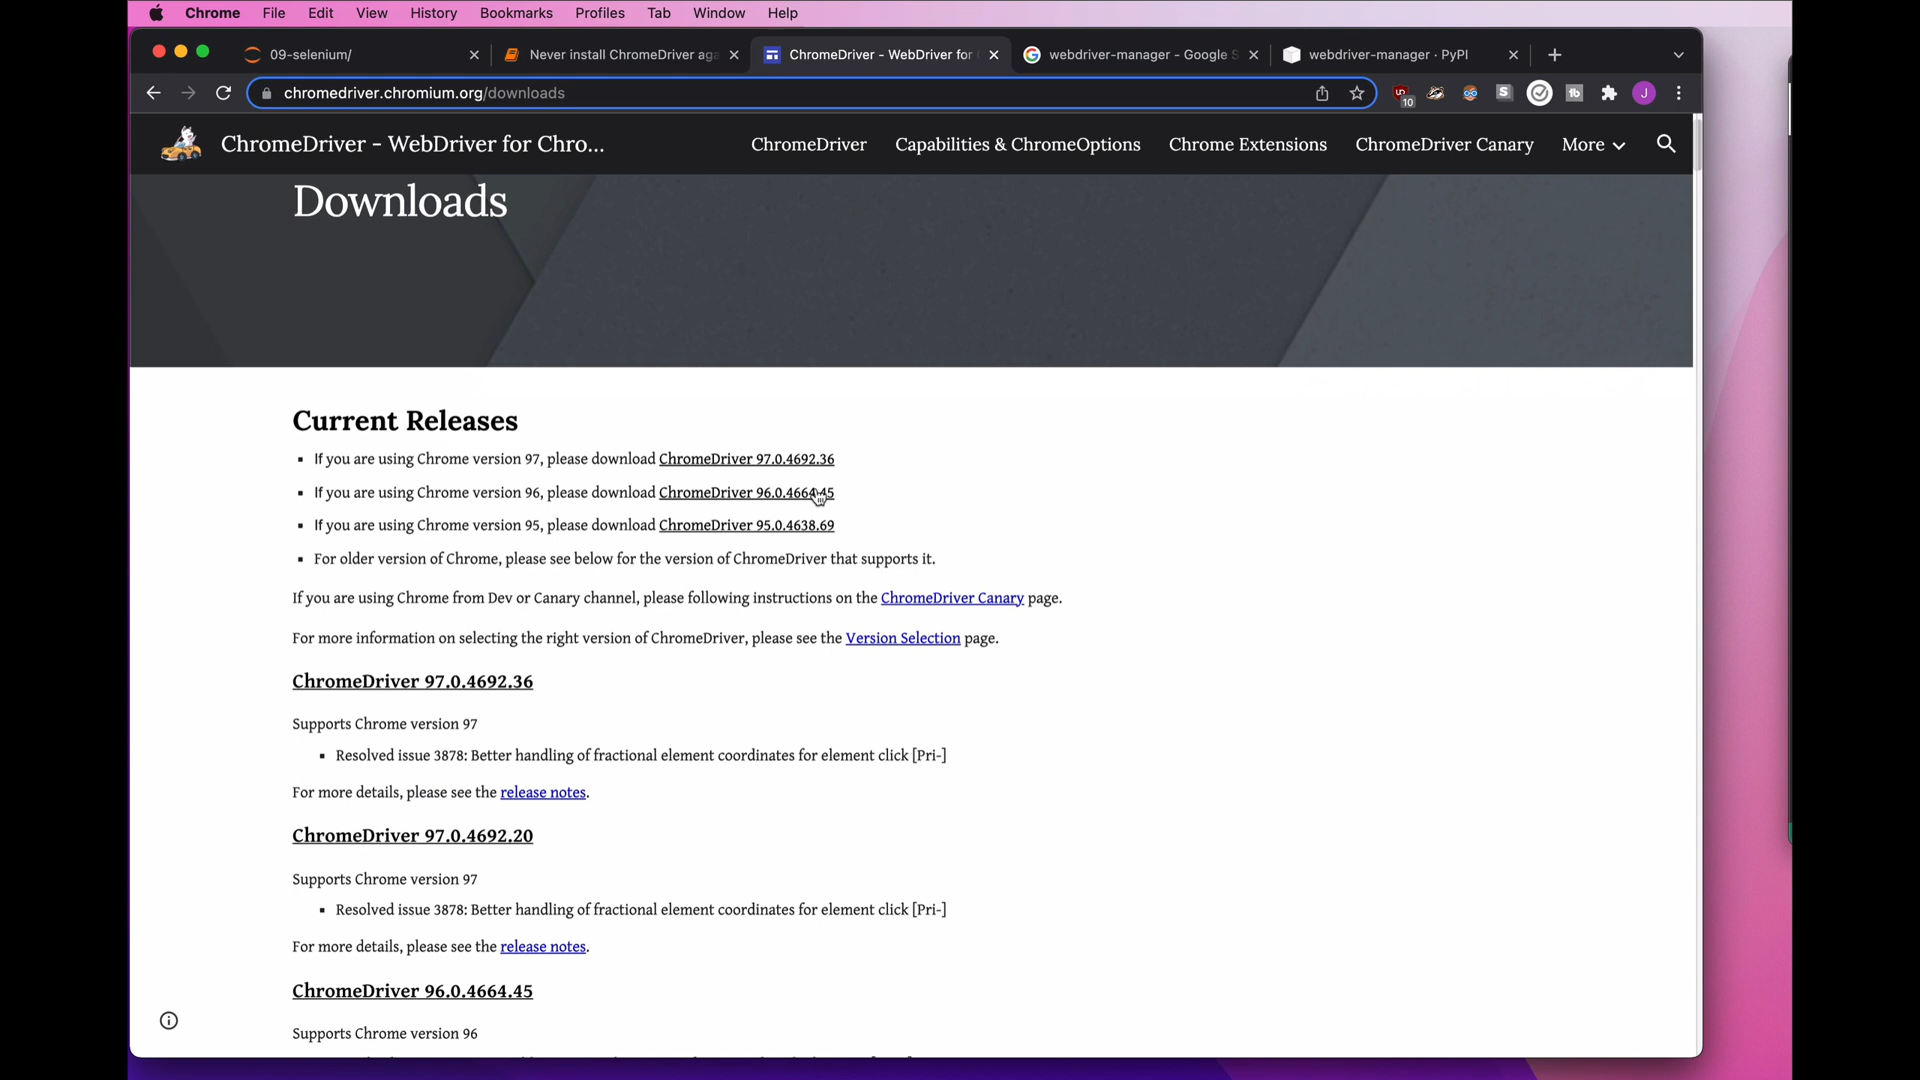 Chrome File Edit View History Bookmarks Profiles Tab Window Help
09-selenium/ Never install ChromeDriver aga ChromeDriver - WebDriver for webdriver-manager - Google S webdriver-manager · PyPI
chromedriver.chromium.org/downloads 10 J
ChromeDriver - WebDriver for Chro... ChromeDriver Capabilities & ChromeOptions Chrome Extensions ChromeDriver Canary More
Downloads
Current Releases
If you are using Chrome version 97, please download ChromeDriver 97.0.4692.36
If you are using Chrome version 96, please download ChromeDriver 96.0.4664.45
If you are using Chrome version 95, please download ChromeDriver 95.0.4638.69
For older version of Chrome, please see below for the version of ChromeDriver that supports it.
If you are using Chrome from Dev or Canary channel, please following instructions on the ChromeDriver Canary page.
For more information on selecting the right version of ChromeDriver, please see the Version Selection page.
ChromeDriver 97.0.4692.36
Supports Chrome version 97
Resolved issue 3878: Better handling of fractional element coordinates for element click [Pri-]
For more details, please see the release notes.
ChromeDriver 97.0.4692.20
Supports Chrome version 97
Resolved issue 3878: Better handling of fractional element coordinates for element click [Pri-]
For more details, please see the release notes.
ChromeDriver 96.0.4664.45
Supports Chrome version 96